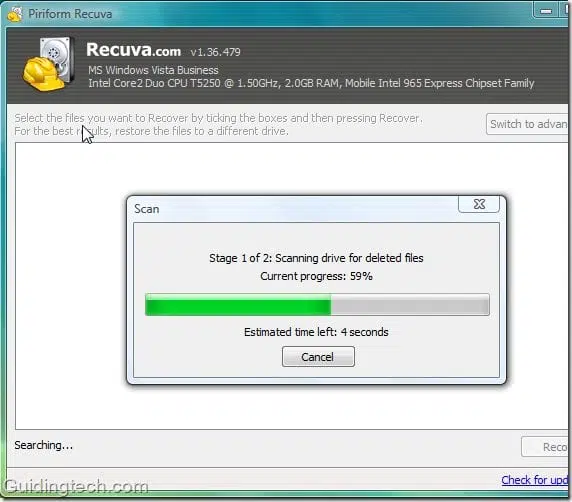 Piriform Recuva
Recuva.com v1.36.479
MS Windows Vista Business
Intel Core2 Duo CPU T5250 @ 1.50GHz, 2.0GB RAM, Mobile Intel 965 Express Chipset Family
Select the files you want to Recover by ticking the boxes and then pressing Recover.
For the best results, restore the files to a different drive.
Switch to advan
Scan
Stage 1 of 2: Scanning drive for deleted files
Current progress: 59%
Estimated time left: 4 seconds
Cancel
Searching...
Reco
Guidingtech.com
Check for upd